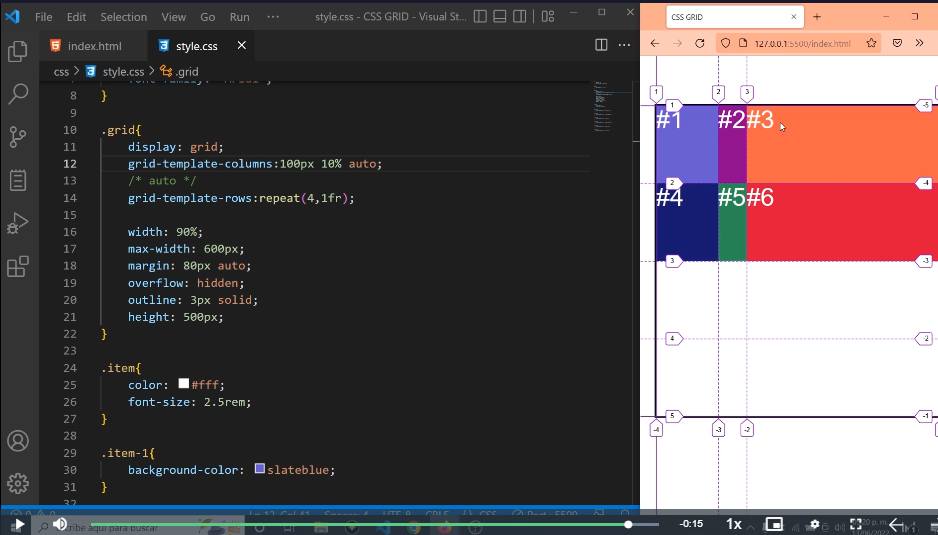 File Edit Selection View Go Run ··· style.css - CSS GRID - Visual St...
index.html style.css
css > style.css > .grid
8 }
9
10 .grid{
11 display: grid;
12 grid-template-columns:100px 10% auto;
13 /* auto */
14 grid-template-rows:repeat(4,1fr);
15
16 width: 90%;
17 max-width: 600px;
18 margin: 80px auto;
19 overflow: hidden;
20 outline: 3px solid;
21 height: 500px;
22 }
23
24 .item{
25 color: #fff;
26 font-size: 2.5rem;
27 }
28
29 .item-1{
30 background-color: slateblue;
31 }
32
CSS GRID
127.0.0.1:5500/index.html
1 2 3
1 -5
#1 #2 #3
2 -4
#4 #5 #6
3 -3
4 -2
5 -1
-4 -3 -2
-0:15 1x